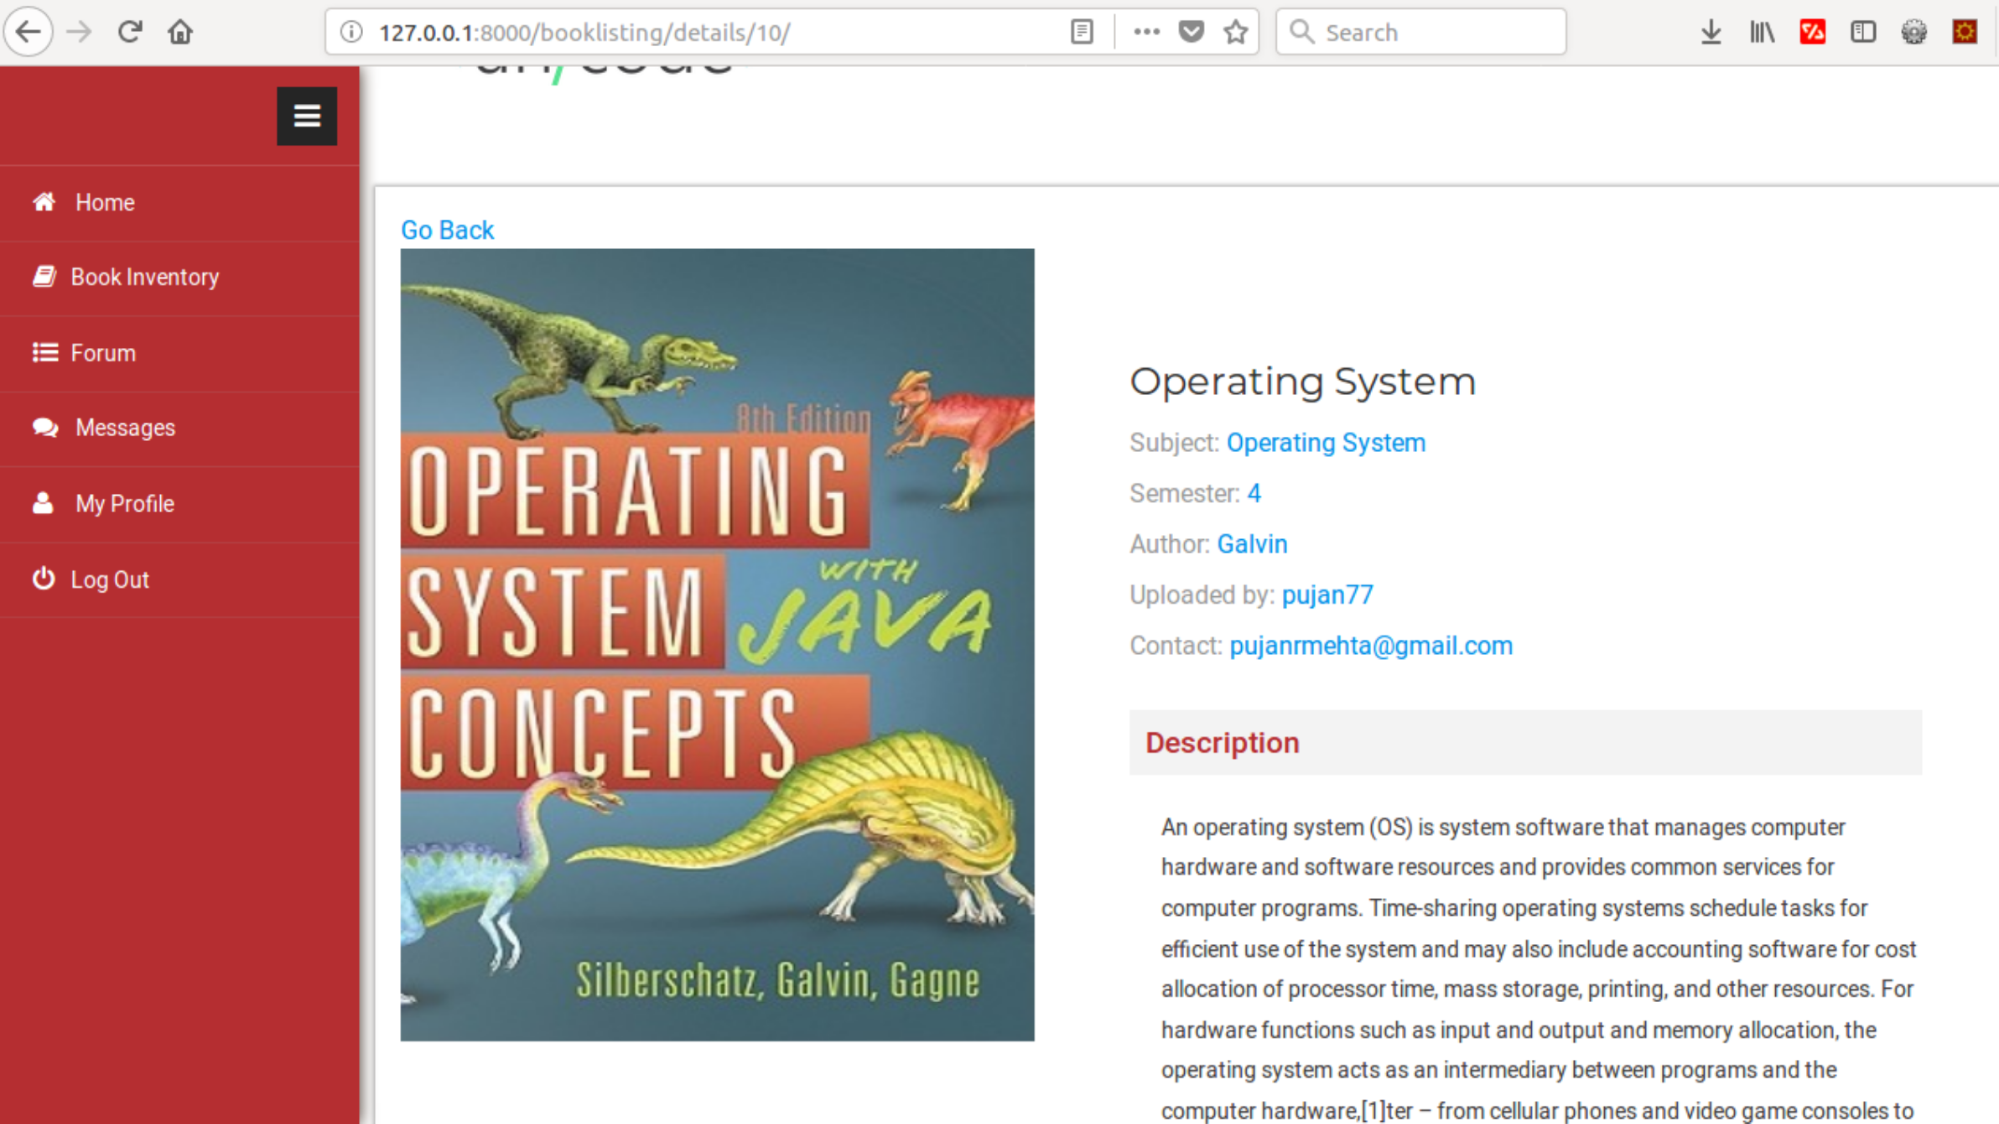 127.0.0.1:8000/booklisting/details/10/
Search
un/code
Home
Book Inventory
Forum
Messages
My Profile
Log Out
Go Back
8th Edition
OPERATING
SYSTEM
WITH
JAVA
CONCEPTS
Silberschatz, Galvin, Gagne
Operating System
Subject: Operating System
Semester: 4
Author: Galvin
Uploaded by: pujan77
Contact: pujanrmehta@gmail.com
Description
An operating system (OS) is system software that manages computer
hardware and software resources and provides common services for
computer programs. Time-sharing operating systems schedule tasks for
efficient use of the system and may also include accounting software for cost
allocation of processor time, mass storage, printing, and other resources. For
hardware functions such as input and output and memory allocation, the
operating system acts as an intermediary between programs and the
computer hardware,[1]ter – from cellular phones and video game consoles to